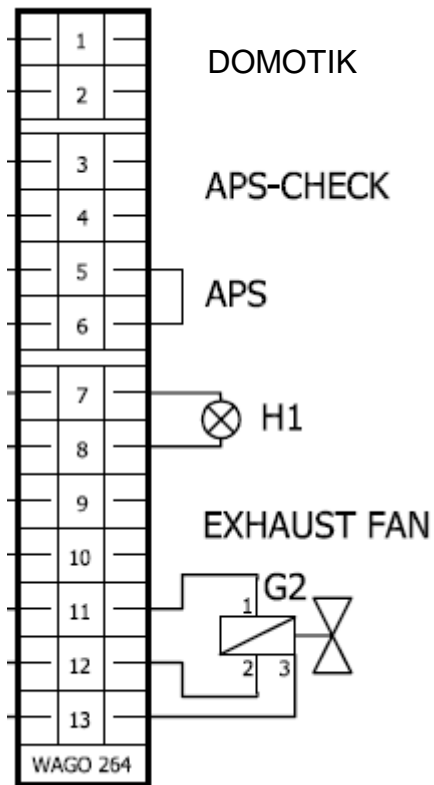 1
DOMOTIK
2
3
APS-CHECK
4
5
APS
6
7
H1
8
9
EXHAUST FAN
10
G2
11
1
12
2 3
13
WAGO 264